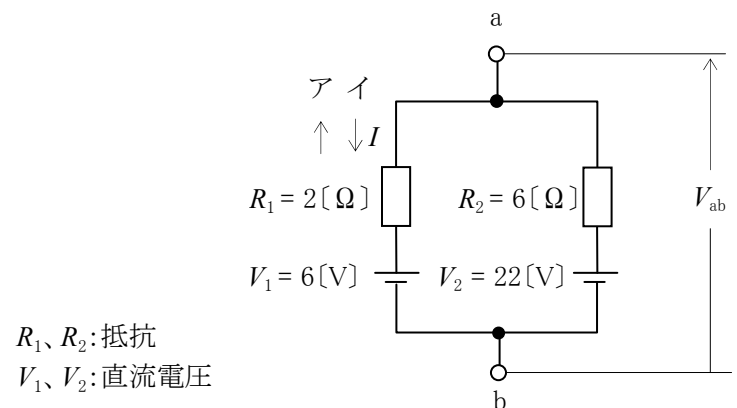 a
ア イ
I
R₁ = 2〔Ω〕
R₂ = 6〔Ω〕
Vab
V₁ = 6〔V〕
V₂ = 22〔V〕
R₁、R₂:抵抗
V₁、V₂:直流電圧
b